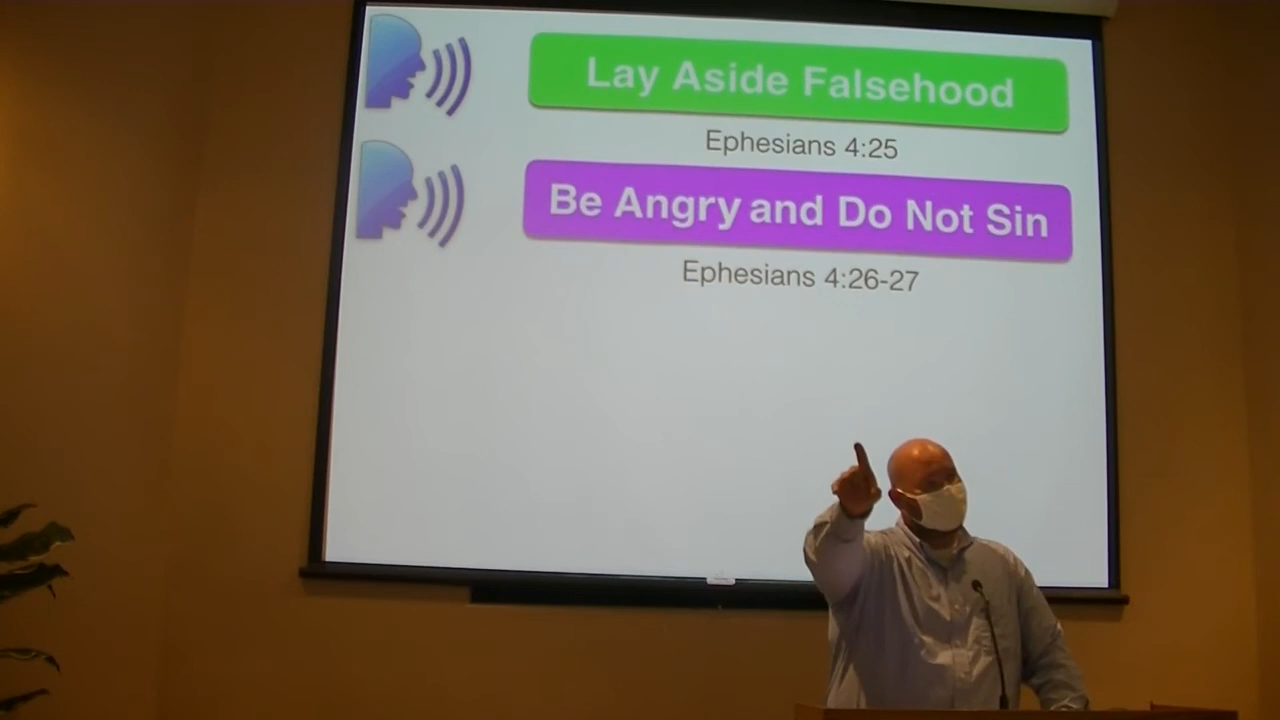 Lay Aside Falsehood
Ephesians 4:25
Be Angry and Do Not Sin
Ephesians 4:26-27